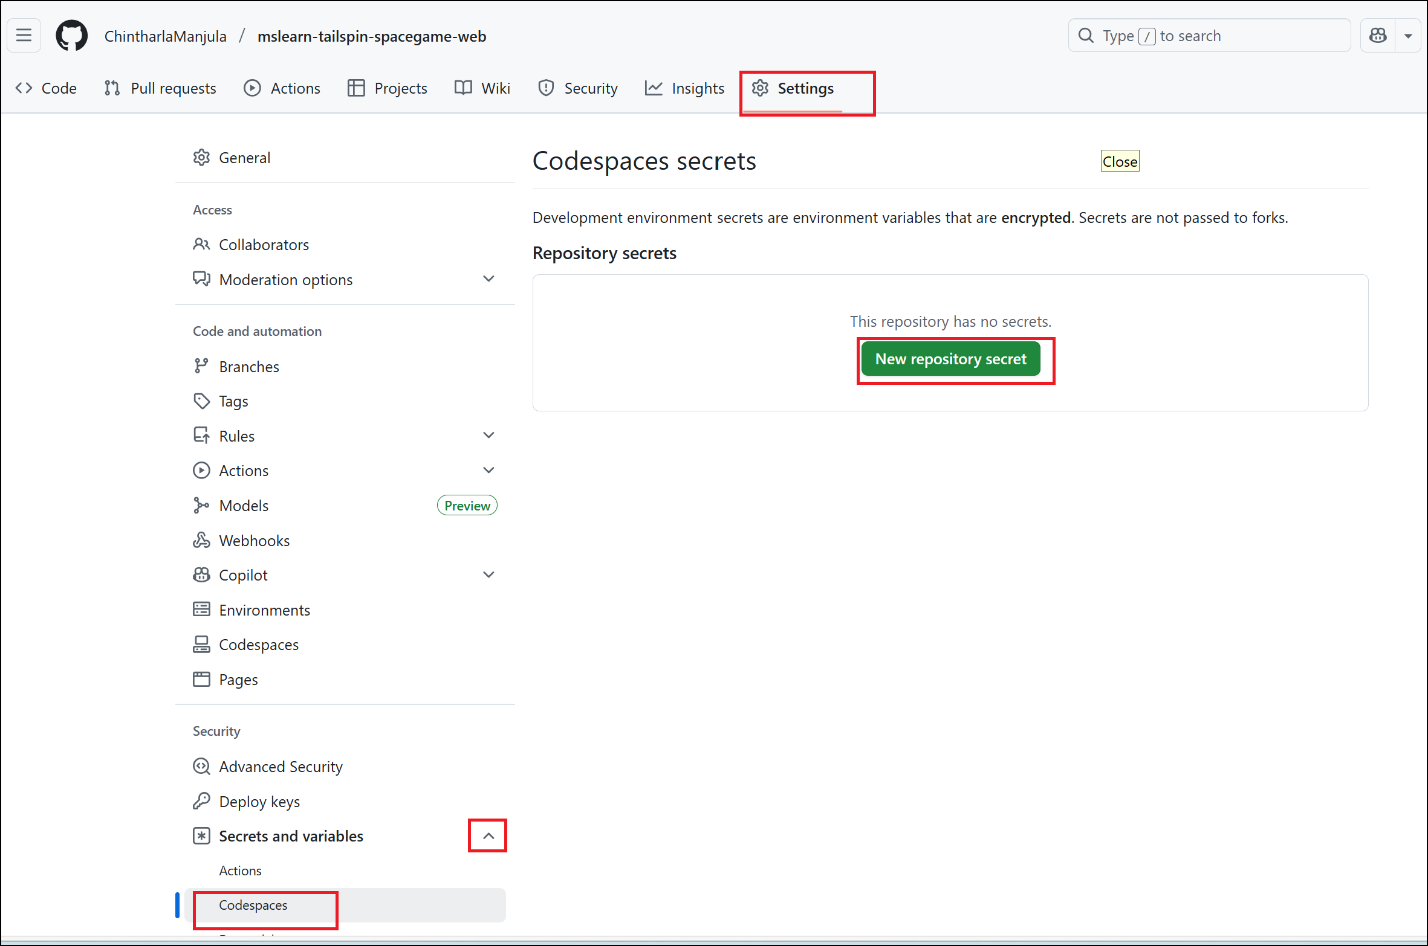 ChintharlaManjula / mslearn-tailspin-spacegame-web
Type / to search
Code Pull requests Actions Projects Wiki Security Insights Settings
General
Access
Collaborators
Moderation options
Code and automation
Branches
Tags
Rules
Actions
Models Preview
Webhooks
Copilot
Environments
Codespaces
Pages
Security
Advanced Security
Deploy keys
Secrets and variables
Actions
Codespaces
Codespaces secrets
Close
Development environment secrets are environment variables that are encrypted. Secrets are not passed to forks.
Repository secrets
This repository has no secrets.
New repository secret